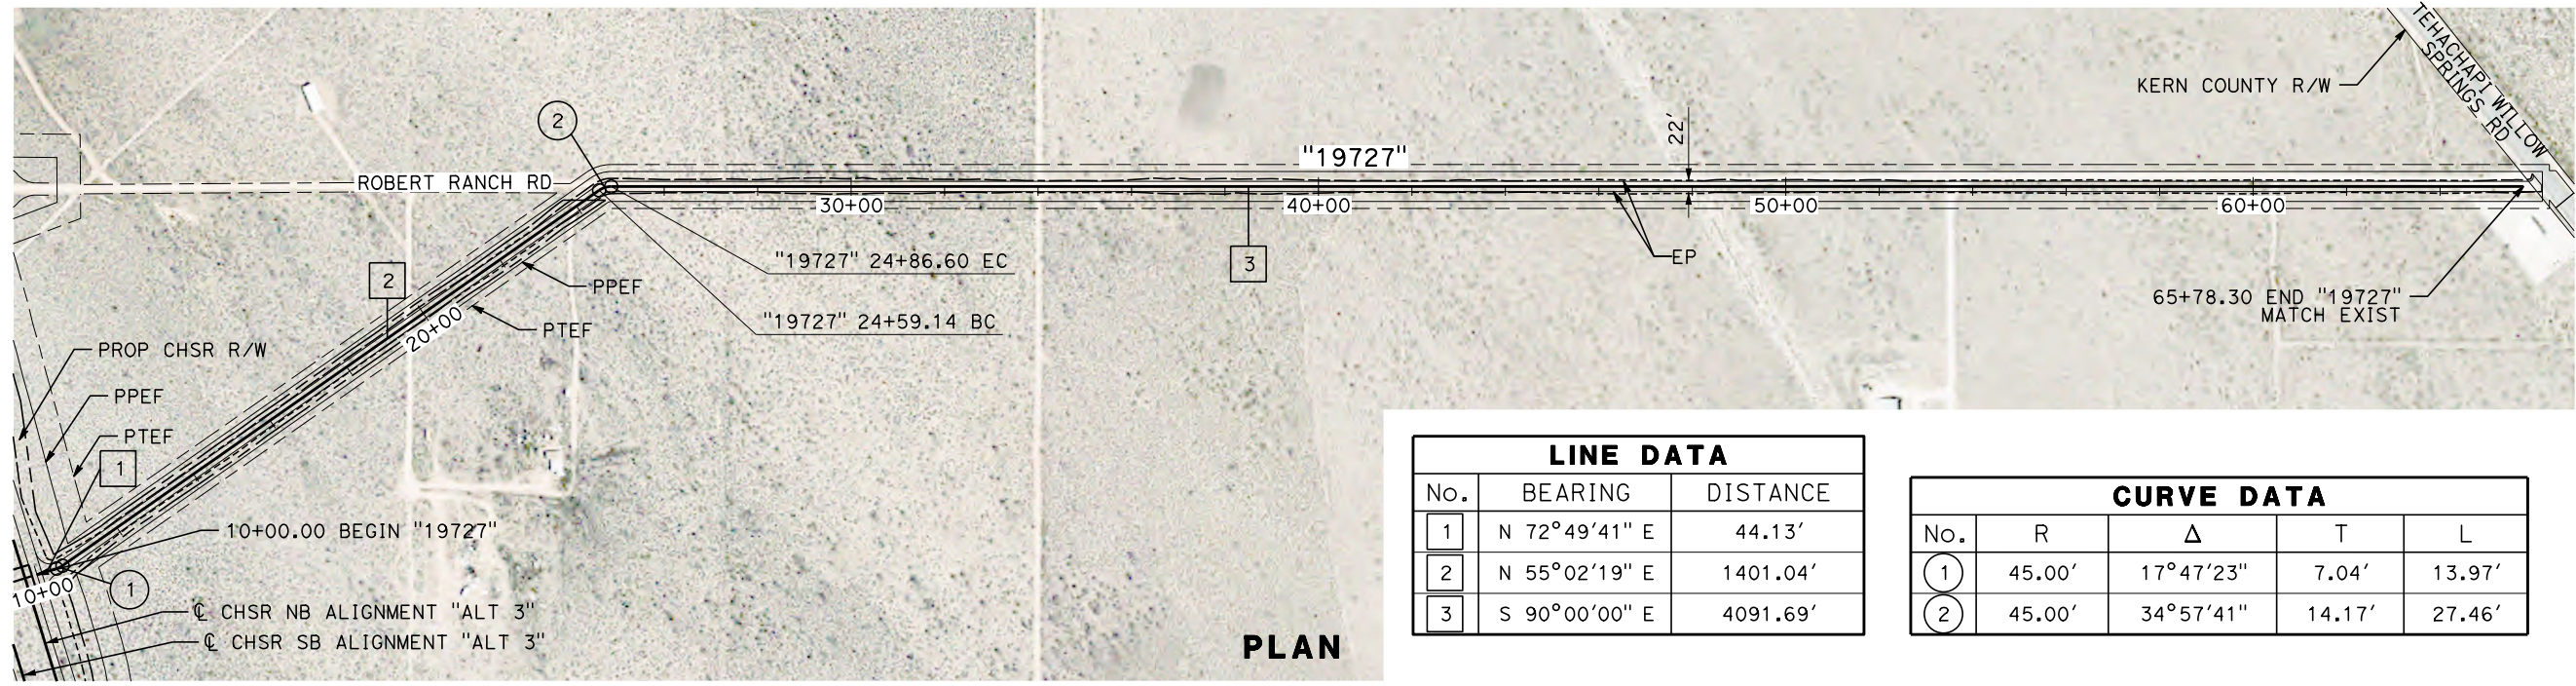 TEHACHAPI WILLOW
SPRINGS RD
KERN COUNTY R/W
2
22'
"19727"
ROBERT RANCH RD
30+00
40+00
50+00
60+00
"19727" 24+86.60 EC
3
EP
2
PPEF
"19727" 24+59.14 BC
PTEF
20+00
65+78.30 END "19727"
MATCH EXIST
PROP CHSR R/W
PPEF
PTEF
1
10+00.00 BEGIN "19727"
10+00
1
℄ CHSR NB ALIGNMENT "ALT 3"
℄ CHSR SB ALIGNMENT "ALT 3"
PLAN
LINE DATA
No. BEARING DISTANCE
1 N 72°49'41" E 44.13'
2 N 55°02'19" E 1401.04'
3 S 90°00'00" E 4091.69'
CURVE DATA
No. R Δ T L
1 45.00' 17°47'23" 7.04' 13.97'
2 45.00' 34°57'41" 14.17' 27.46'